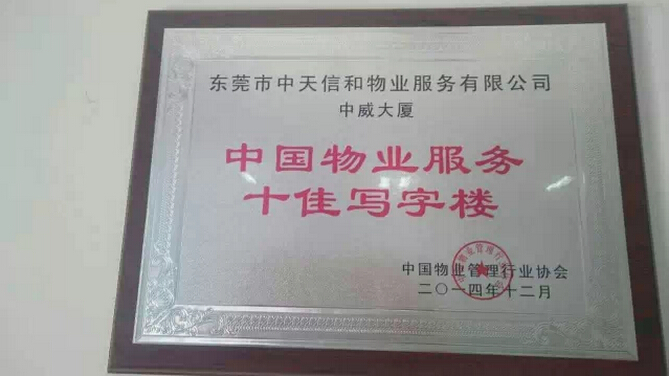 东莞市中天信和物业服务有限公司
中威大厦
中国物业服务
十佳写字楼
中国物业管理行业协会
二〇一四年十二月